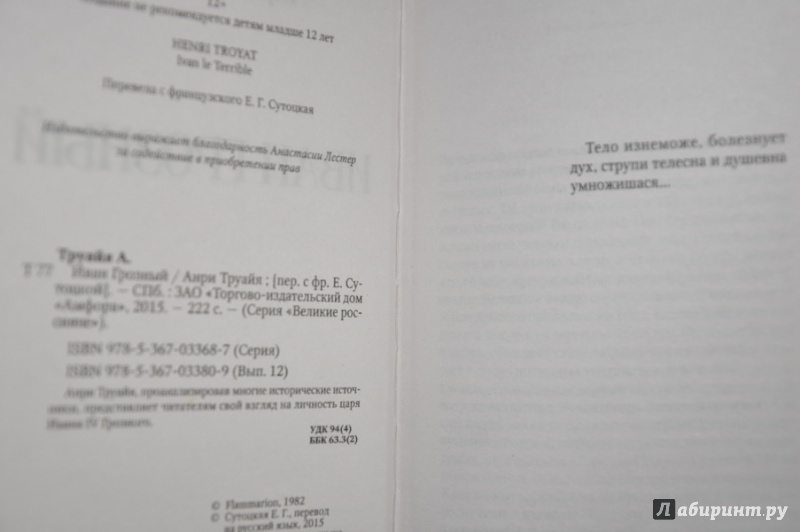 12+
не рекомендуется детям младше 12 лет
HENRI TROYAT
Ivan le Terrible
Перевела с французского Е. Г. Сутоцкая
Издательство выражает благодарность Анастасии Лестер
за содействие в приобретении прав
Труайя А.
Т 77 Иван Грозный / Анри Труайя ; [пер. с фр. Е. Су-
тоцкой]. — СПб. : ЗАО «Торгово-издательский дом
«Амфора», 2015. — 222 с. — (Серия «Великие рос-
сияне»).
ISBN 978-5-367-03368-7 (Серия)
ISBN 978-5-367-03380-9 (Вып. 12)
Анри Труайя, проанализировав многие исторические источ-
ники, представляет читателям свой взгляд на личность царя
Ивана IV Грозного.
УДК 94(4)
ББК 63.3(2)
© Flammarion, 1982
© Сутоцкая Е. Г., перевод
на русский язык, 2015
Тело изнеможе, болезнует
дух, струпи телесна и душевна
умножишася...
Лабиринт.ру